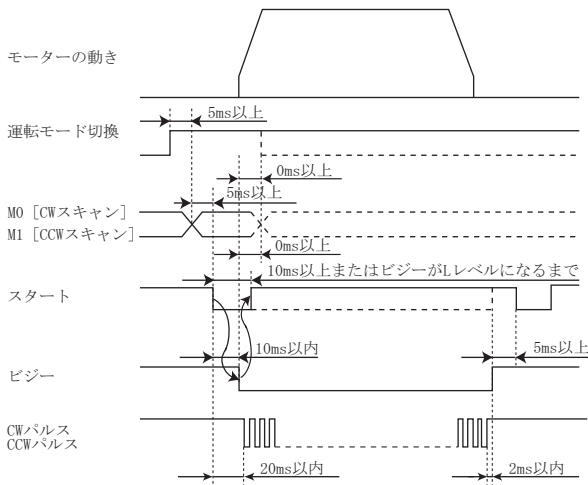 モーターの動き
5ms以上
運転モード切換
0ms以上
5ms以上
M0 [CWスキャン]
M1 [CCWスキャン]
0ms以上
10ms以上またはビジーがLレベルになるまで
スタート
10ms以内
5ms以上
ビジー
CWパルス
CCWパルス
20ms以内
2ms以内